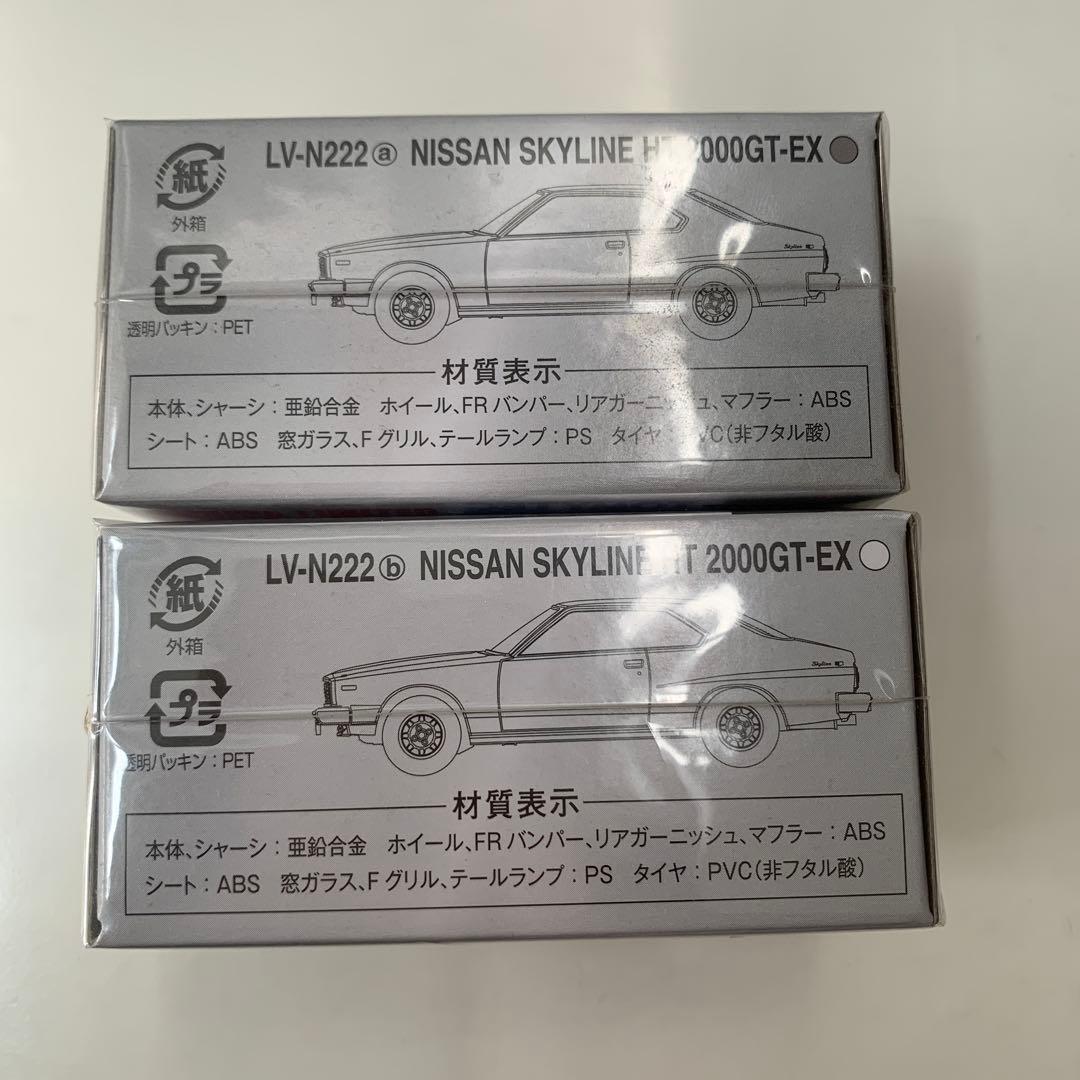 LV-N222ⓐ NISSAN SKYLINE HT 2000GT-EX
紙
外箱
プラ
透明パッキン：PET
Skyline
材質表示
本体、シャーシ：亜鉛合金　ホイール、FRバンパー、リアガーニッシュ、マフラー：ABS
シート：ABS　窓ガラス、Fグリル、テールランプ：PS　タイヤ：PVC（非フタル酸）
LV-N222ⓑ NISSAN SKYLINE HT 2000GT-EX
紙
外箱
プラ
透明パッキン：PET
Skyline
材質表示
本体、シャーシ：亜鉛合金　ホイール、FRバンパー、リアガーニッシュ、マフラー：ABS
シート：ABS　窓ガラス、Fグリル、テールランプ：PS　タイヤ：PVC（非フタル酸）